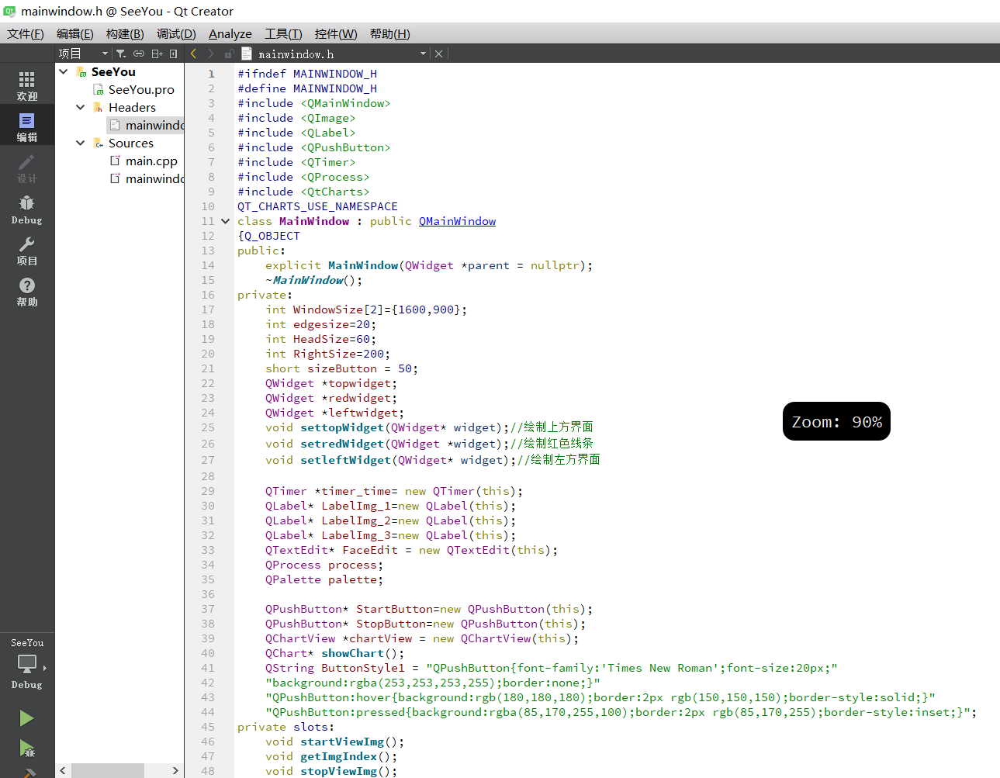 mainwindow.h @ SeeYou - Qt Creator
文件(F) 编辑(E) 构建(B) 调试(D) Analyze 工具(T) 控件(W) 帮助(H)
项目
mainwindow.h
欢迎
编辑
设计
Debug
项目
帮助
SeeYou
Debug
SeeYou
SeeYou.pro
Headers
mainwindo
Sources
main.cpp
mainwindo
1 #ifndef MAINWINDOW_H
2 #define MAINWINDOW_H
3 #include <QMainWindow>
4 #include <QImage>
5 #include <QLabel>
6 #include <QPushButton>
7 #include <QTimer>
8 #include <QProcess>
9 #include <QtCharts>
10 QT_CHARTS_USE_NAMESPACE
11 class MainWindow : public QMainWindow
12 {Q_OBJECT
13 public:
14 explicit MainWindow(QWidget *parent = nullptr);
15 ~MainWindow();
16 private:
17 int WindowSize[2]={1600,900};
18 int edgesize=20;
19 int HeadSize=60;
20 int RightSize=200;
21 short sizeButton = 50;
22 QWidget *topwidget;
23 QWidget *redwidget;
24 QWidget *leftwidget;
25 void settopWidget(QWidget* widget);//绘制上方界面
26 void setredWidget(QWidget *widget);//绘制红色线条
27 void setleftWidget(QWidget* widget);//绘制左方界面
28
29 QTimer *timer_time= new QTimer(this);
30 QLabel* LabelImg_1=new QLabel(this);
31 QLabel* LabelImg_2=new QLabel(this);
32 QLabel* LabelImg_3=new QLabel(this);
33 QTextEdit* FaceEdit = new QTextEdit(this);
34 QProcess process;
35 QPalette palette;
36
37 QPushButton* StartButton=new QPushButton(this);
38 QPushButton* StopButton=new QPushButton(this);
39 QChartView *chartView = new QChartView(this);
40 QChart* showChart();
41 QString ButtonStyle1 = "QPushButton{font-family:'Times New Roman';font-size:20px;"
42 "background:rgba(253,253,253,255);border:none;}"
43 "QPushButton:hover{background:rgb(180,180,180);border:2px rgb(150,150,150);border-style:solid;}"
44 "QPushButton:pressed{background:rgba(85,170,255,100);border:2px rgb(85,170,255);border-style:inset;}";
45 private slots:
46 void startViewImg();
47 void getImgIndex();
48 void stopViewImg();
Zoom: 90%